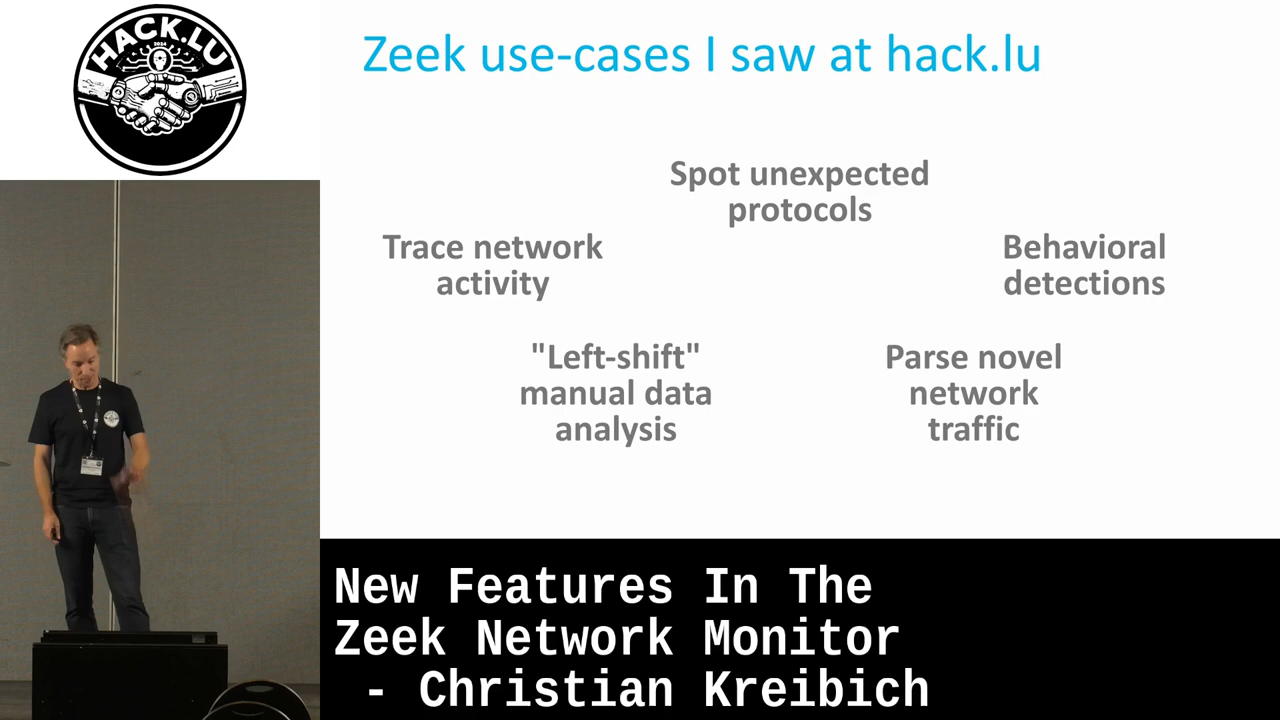 HACK.LU
2024
Zeek use-cases I saw at hack.lu
Spot unexpected
protocols
Trace network
activity
Behavioral
detections
"Left-shift"
manual data
analysis
Parse novel
network
traffic
New Features In The
Zeek Network Monitor
- Christian Kreibich